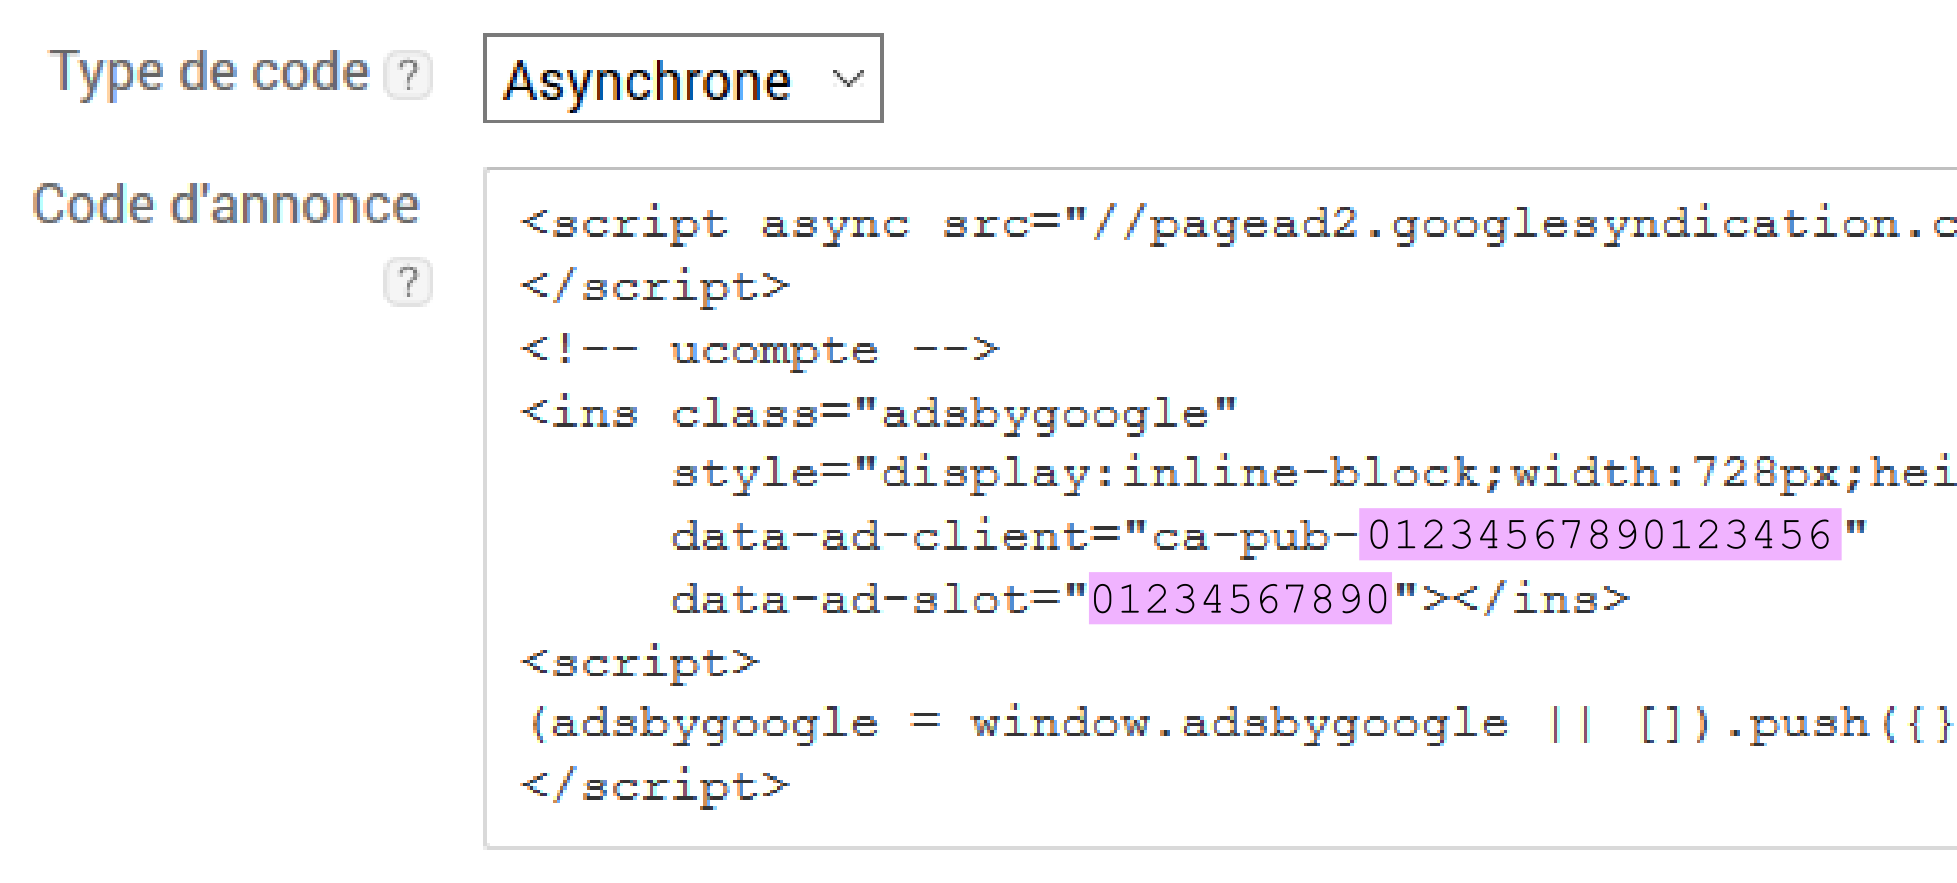 Type de code ? Asynchrone
Code d'annonce ?
<script async src="//pagead2.googlesyndication.c
</script>
<!-- ucompte -->
<ins class="adsbygoogle"
     style="display:inline-block;width:728px;hei
     data-ad-client="ca-pub-01234567890123456"
     data-ad-slot="01234567890"></ins>
<script>
(adsbygoogle = window.adsbygoogle || []).push({}
</script>